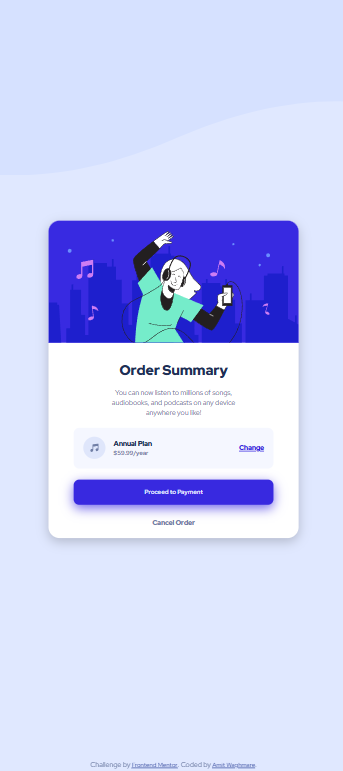 Order Summary
You can now listen to millions of songs,
audiobooks, and podcasts on any device
anywhere you like!
Annual Plan
$59.99/year
Change
Proceed to Payment
Cancel Order
Challenge by Frontend Mentor. Coded by Amit Waghmare.